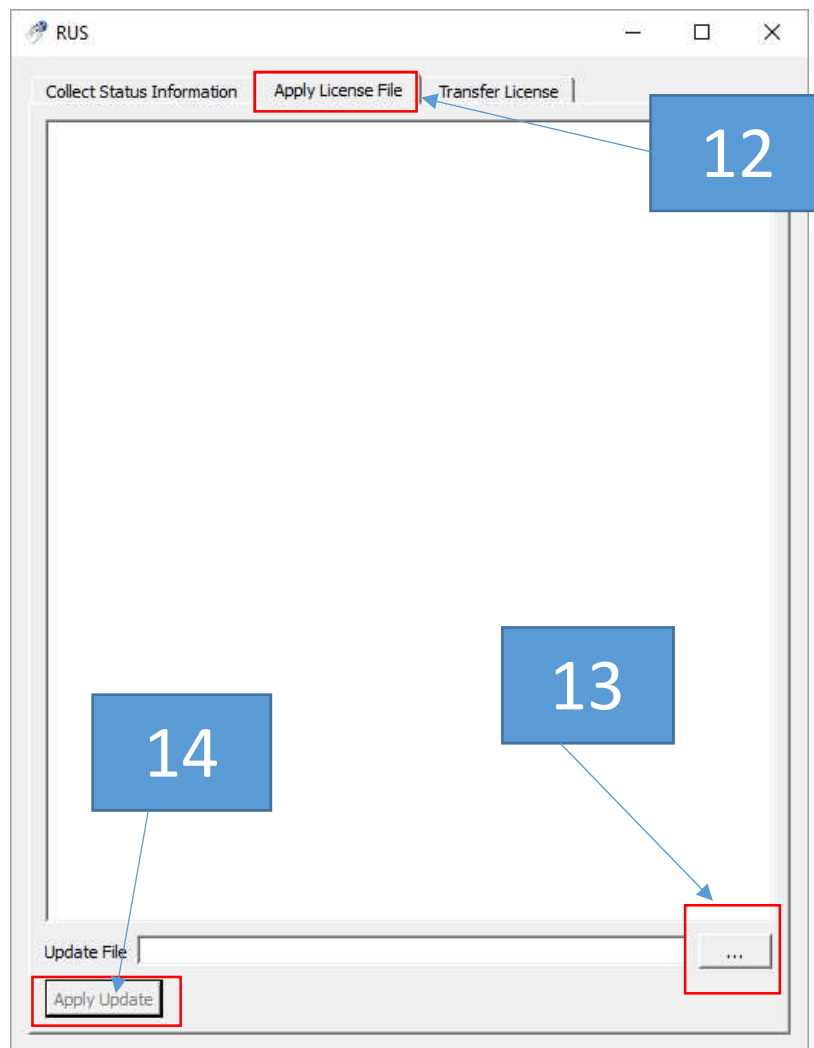 RUS
Collect Status Information Apply License File Transfer License
12
13
14
Update File ...
Apply Update